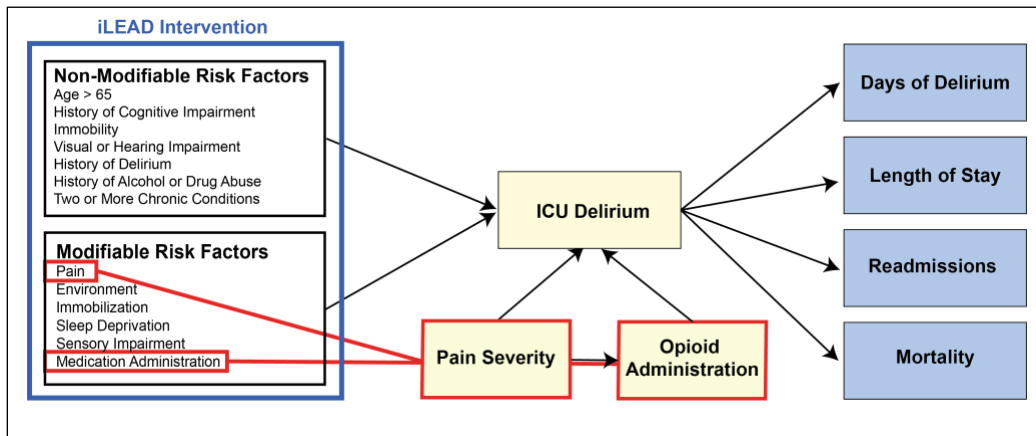 iLEAD Intervention
Non-Modifiable Risk Factors
Age > 65
History of Cognitive Impairment
Immobility
Visual or Hearing Impairment
History of Delirium
History of Alcohol or Drug Abuse
Two or More Chronic Conditions
Modifiable Risk Factors
Pain
Environment
Immobilization
Sleep Deprivation
Sensory Impairment
Medication Administration
ICU Delirium
Pain Severity
Opioid
Administration
Days of Delirium
Length of Stay
Readmissions
Mortality